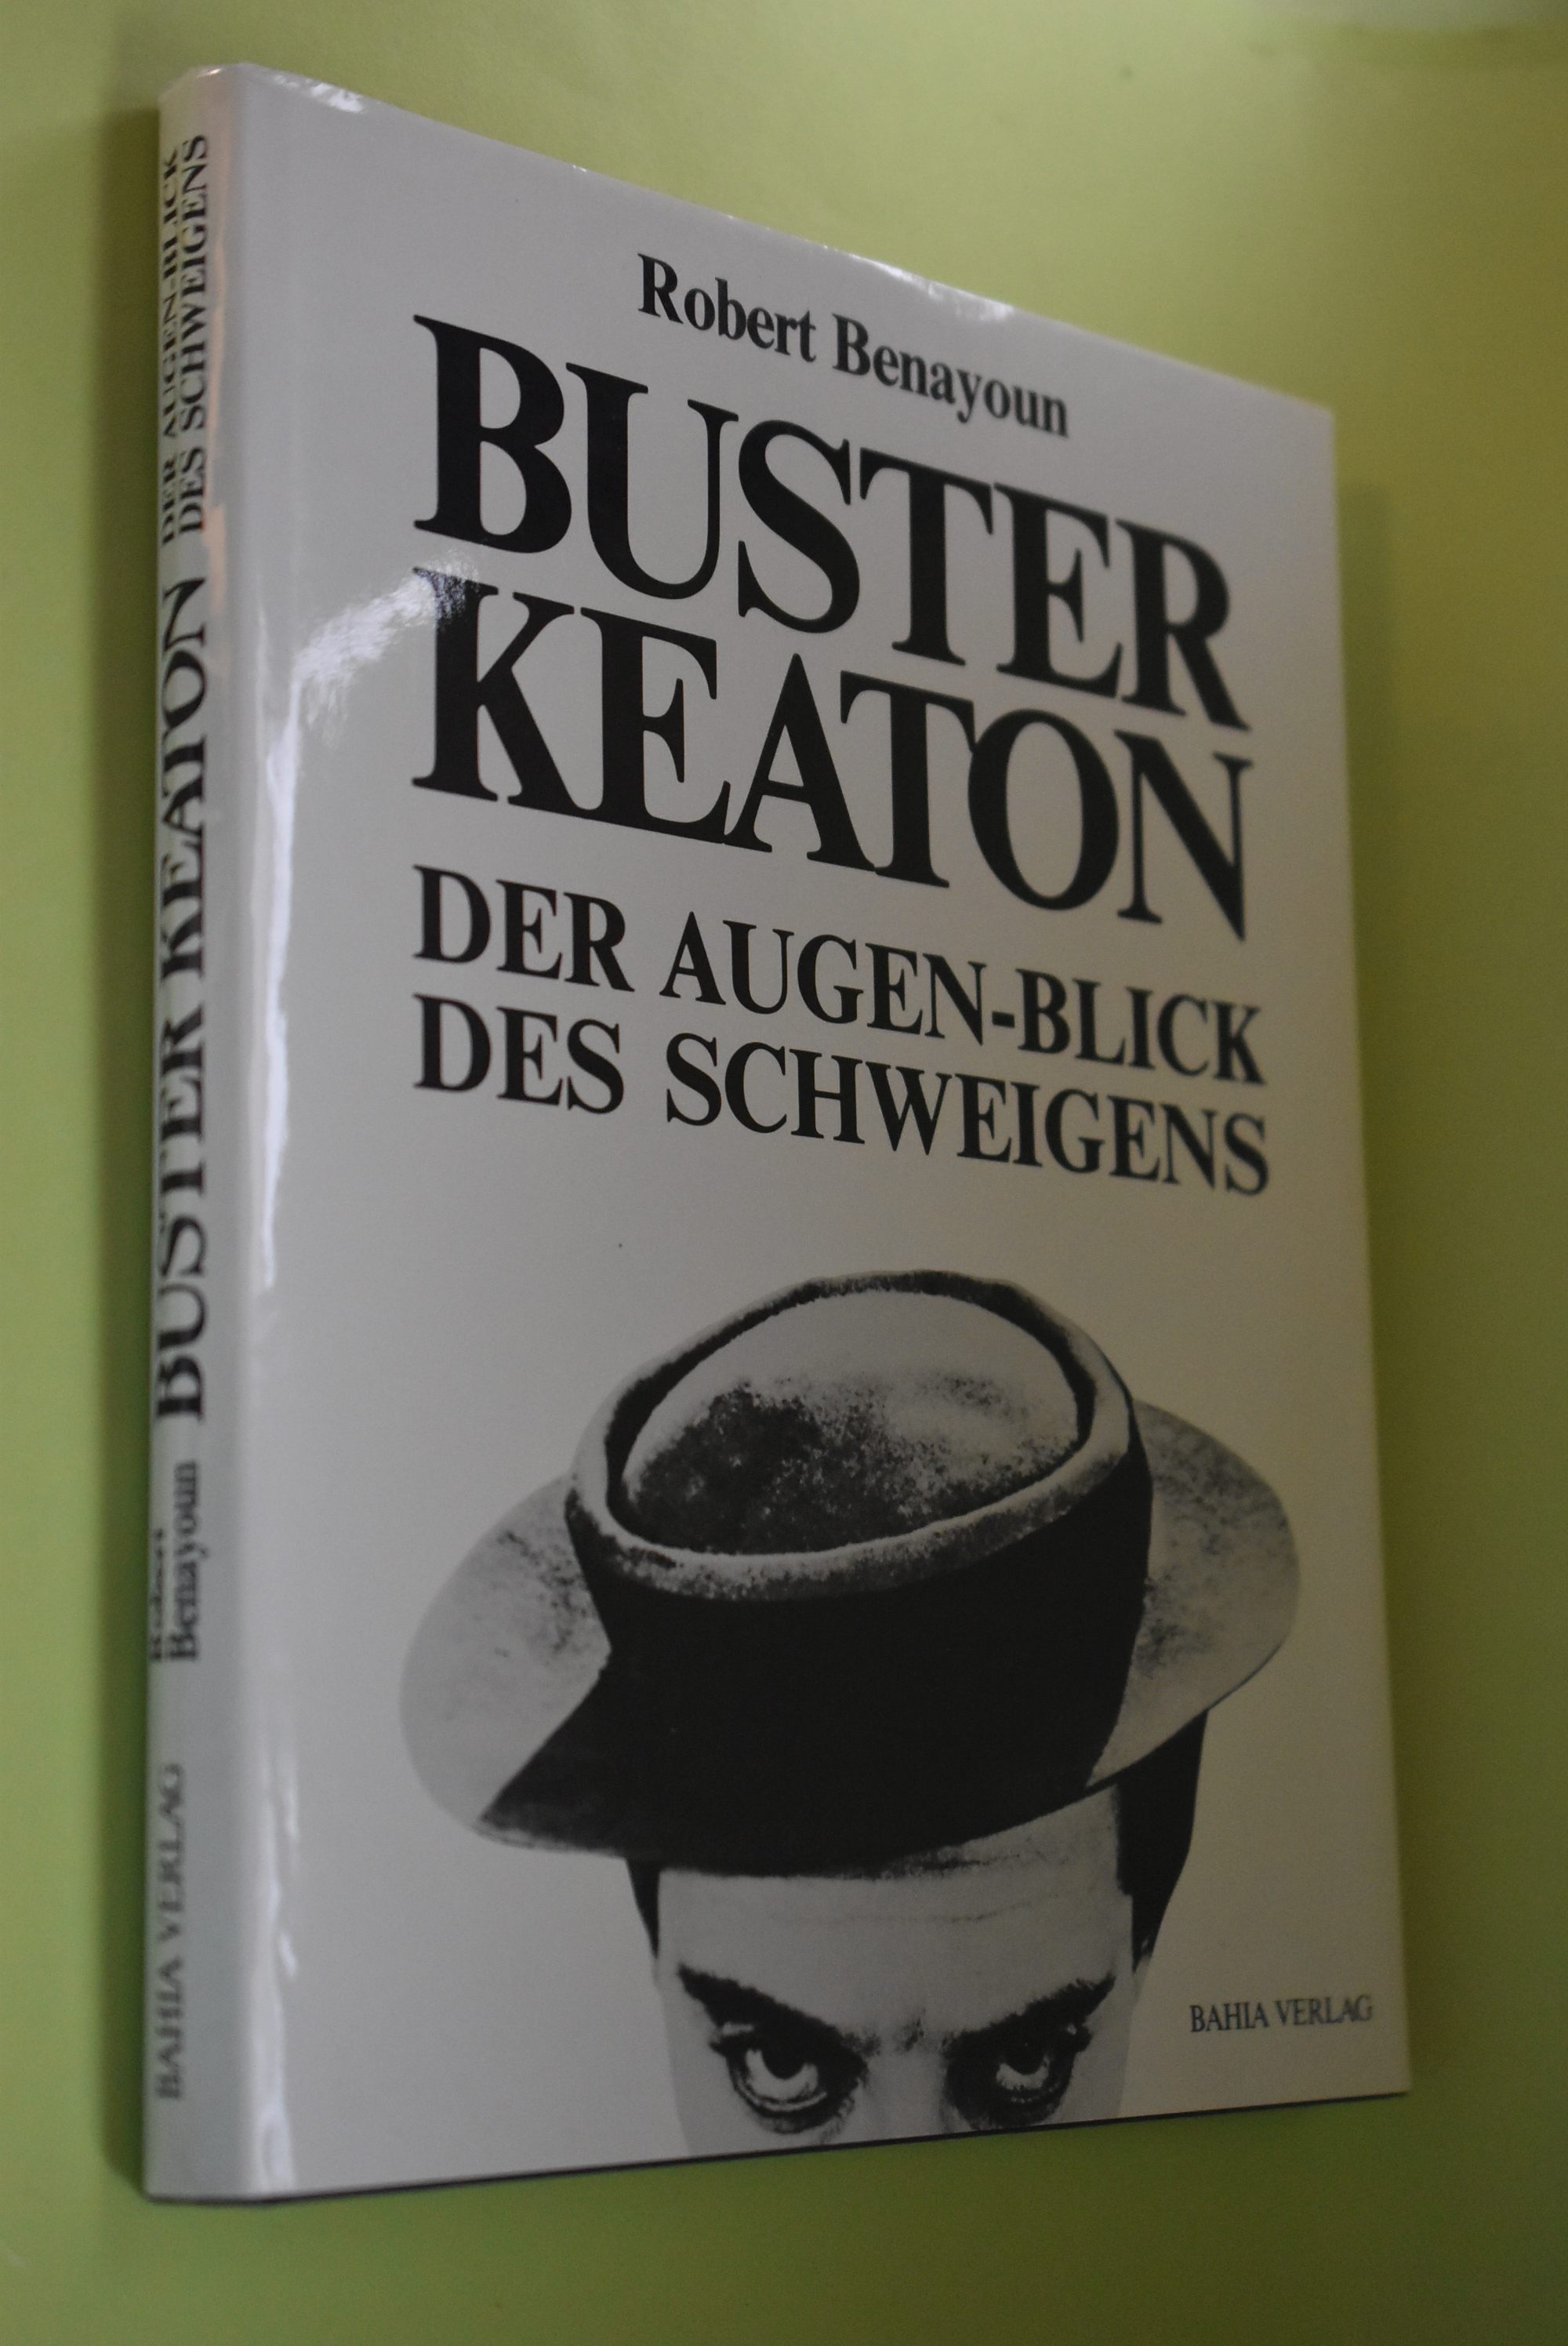 Robert Benayoun
BUSTER
KEATON
DER AUGEN-BLICK
DES SCHWEIGENS
BAHIA VERLAG
BAHIA VERLAG
Robert
Benayoun
BUSTER KEATON
DER AUGEN-BLICK
DES SCHWEIGENS